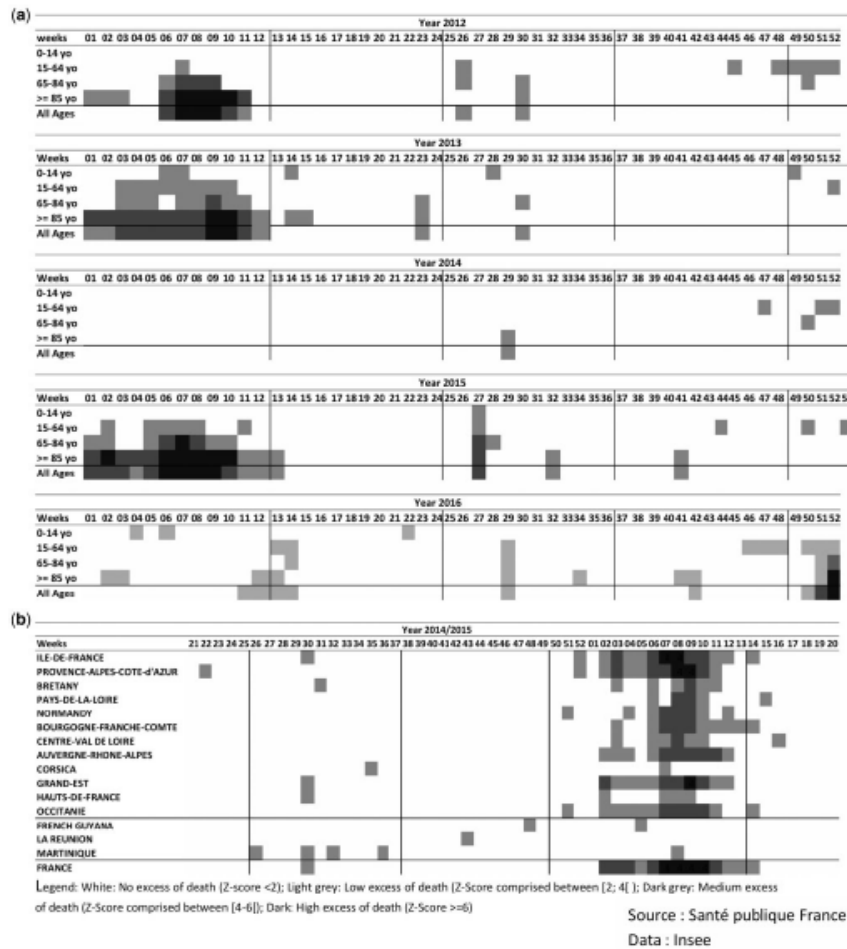 (a)
Year 2012
weeks 01 02 03 04 05 06 07 08 09 10 11 12 13 14 15 16 17 18 19 20 21 22 23 24 25 26 27 28 29 30 31 32 33 34 35 36 37 38 39 40 41 42 43 44 45 46 47 48 49 50 51 52
0-14 yo
15-64 yo
65-84 yo
>= 85 yo
All Ages
Year 2013
Weeks 01 02 03 04 05 06 07 08 09 10 11 12 13 14 15 16 17 18 19 20 21 22 23 24 25 26 27 28 29 30 31 32 33 34 35 36 37 38 39 40 41 42 43 44 45 46 47 48 49 50 51 52
0-14 yo
15-64 yo
65-84 yo
>= 85 yo
All Ages
Year 2014
Weeks 01 02 03 04 05 06 07 08 09 10 11 12 13 14 15 16 17 18 19 20 21 22 23 24 25 26 27 28 29 30 31 32 33 34 35 36 37 38 39 40 41 42 43 44 45 46 47 48 49 50 51 52
0-14 yo
15-64 yo
65-84 yo
>= 85 yo
All Ages
Year 2015
Weeks 01 02 03 04 05 06 07 08 09 10 11 12 13 14 15 16 17 18 19 20 21 22 23 24 25 26 27 28 29 30 31 32 33 34 35 36 37 38 39 40 41 42 43 44 45 46 47 48 49 50 51 52 5
0-14 yo
15-64 yo
65-84 yo
>= 85 yo
All Ages
Year 2016
Weeks 01 02 03 04 05 06 07 08 09 10 11 12 13 14 15 16 17 18 19 20 21 22 23 24 25 26 27 28 29 30 31 32 33 34 35 36 37 38 39 40 41 42 43 44 45 46 47 48 49 50 51 52
0-14 yo
15-64 yo
65-84 yo
>= 85 yo
All Ages
(b)
Year 2014/2015
Weeks 21 22 23 24 25 26 27 28 29 30 31 32 33 34 35 36 37 38 39 40 41 42 43 44 45 46 47 48 49 50 51 52 01 02 03 04 05 06 07 08 09 10 11 12 13 14 15 16 17 18 19 20
ILE-DE-FRANCE
PROVENCE-ALPES-COTE-d'AZUR
BRETANY
PAYS-DE-LA-LOIRE
NORMANDY
BOURGOGNE-FRANCHE-COMTE
CENTRE-VAL DE LOIRE
AUVERGNE-RHONE-ALPES
CORSICA
GRAND-EST
HAUTS-DE-FRANCE
OCCITANIE
FRENCH GUYANA
LA REUNION
MARTINIQUE
FRANCE
Legend: White: No excess of death (Z-score <2); Light grey: Low excess of death (Z-Score comprised between [2; 4[ ); Dark grey: Medium excess
of death (Z-Score comprised between [4-6[); Dark: High excess of death (Z-Score >=6)
Source : Santé publique France
Data : Insee